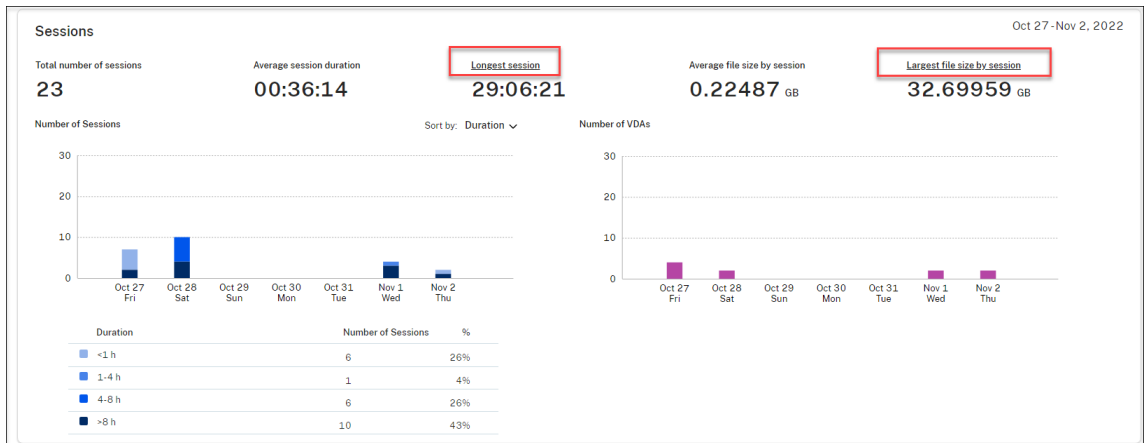 Sessions
Oct 27 - Nov 2, 2022
Total number of sessions
23
Average session duration
00:36:14
Longest session
29:06:21
Average file size by session
0.22487 GB
Largest file size by session
32.69959 GB
Number of Sessions
Sort by: Duration
30
20
10
0
Oct 27 Oct 28 Oct 29 Oct 30 Oct 31 Nov 1 Nov 2
Fri Sat Sun Mon Tue Wed Thu
Duration Number of Sessions %
<1 h 6 26%
1-4 h 1 4%
4-8 h 6 26%
>8 h 10 43%
Number of VDAs
30
20
10
0
Oct 27 Oct 28 Oct 29 Oct 30 Oct 31 Nov 1 Nov 2
Fri Sat Sun Mon Tue Wed Thu